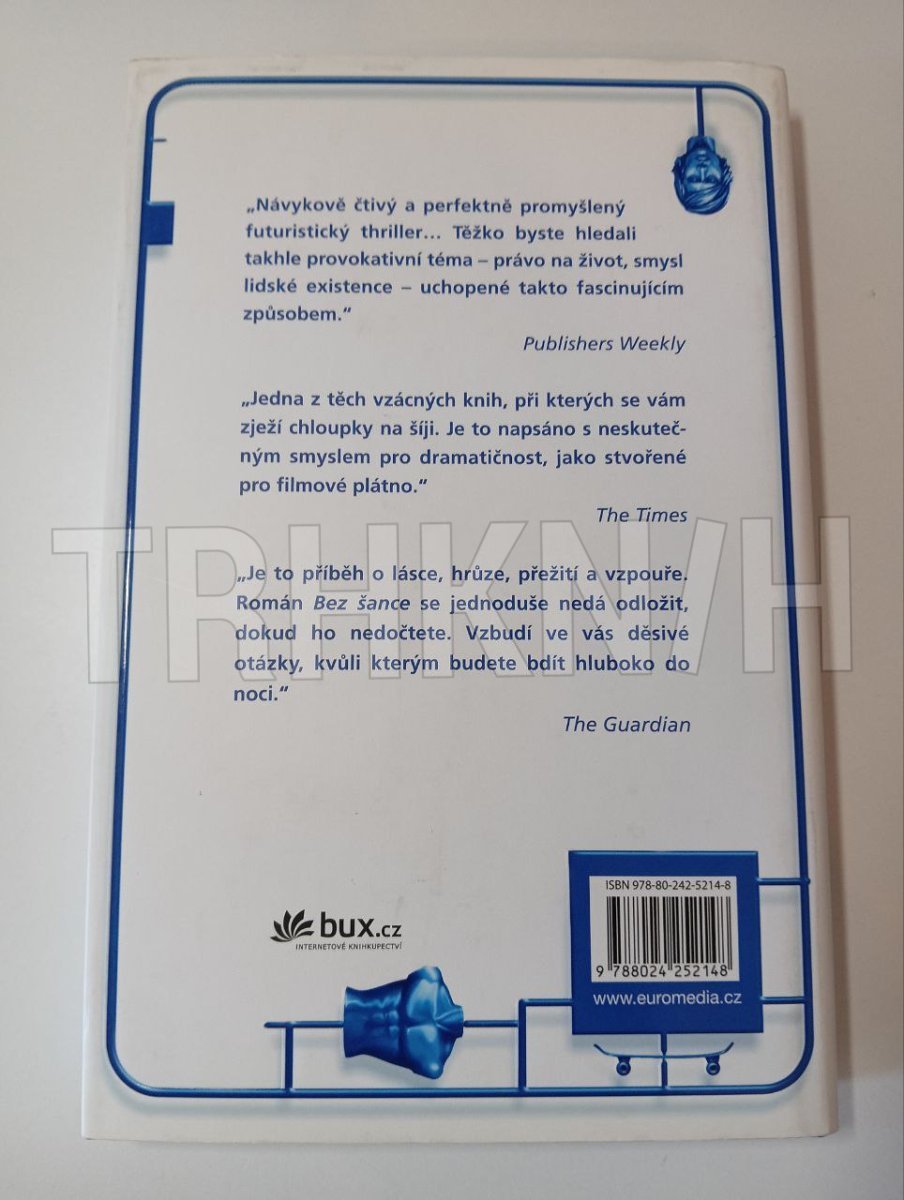 „Návykově čtivý a perfektně promyšlený
futuristický thriller... Těžko byste hledali
takhle provokativní téma – právo na život, smysl
lidské existence – uchopené takto fascinujícím
způsobem.“
Publishers Weekly
„Jedna z těch vzácných knih, při kterých se vám
zježí chloupky na šíji. Je to napsáno s neskuteč-
ným smyslem pro dramatičnost, jako stvořené
pro filmové plátno.“
The Times
TRHKNIH
„Je to příběh o lásce, hrůze, přežití a vzpouře.
Román Bez šance se jednoduše nedá odložit,
dokud ho nedočtete. Vzbudí ve vás děsivé
otázky, kvůli kterým budete bdít hluboko do
noci.“
The Guardian
ISBN 978-80-242-5214-8
9 788024 252148
www.euromedia.cz
bux.cz
INTERNETOVÉ KNIHKUPECTVÍ